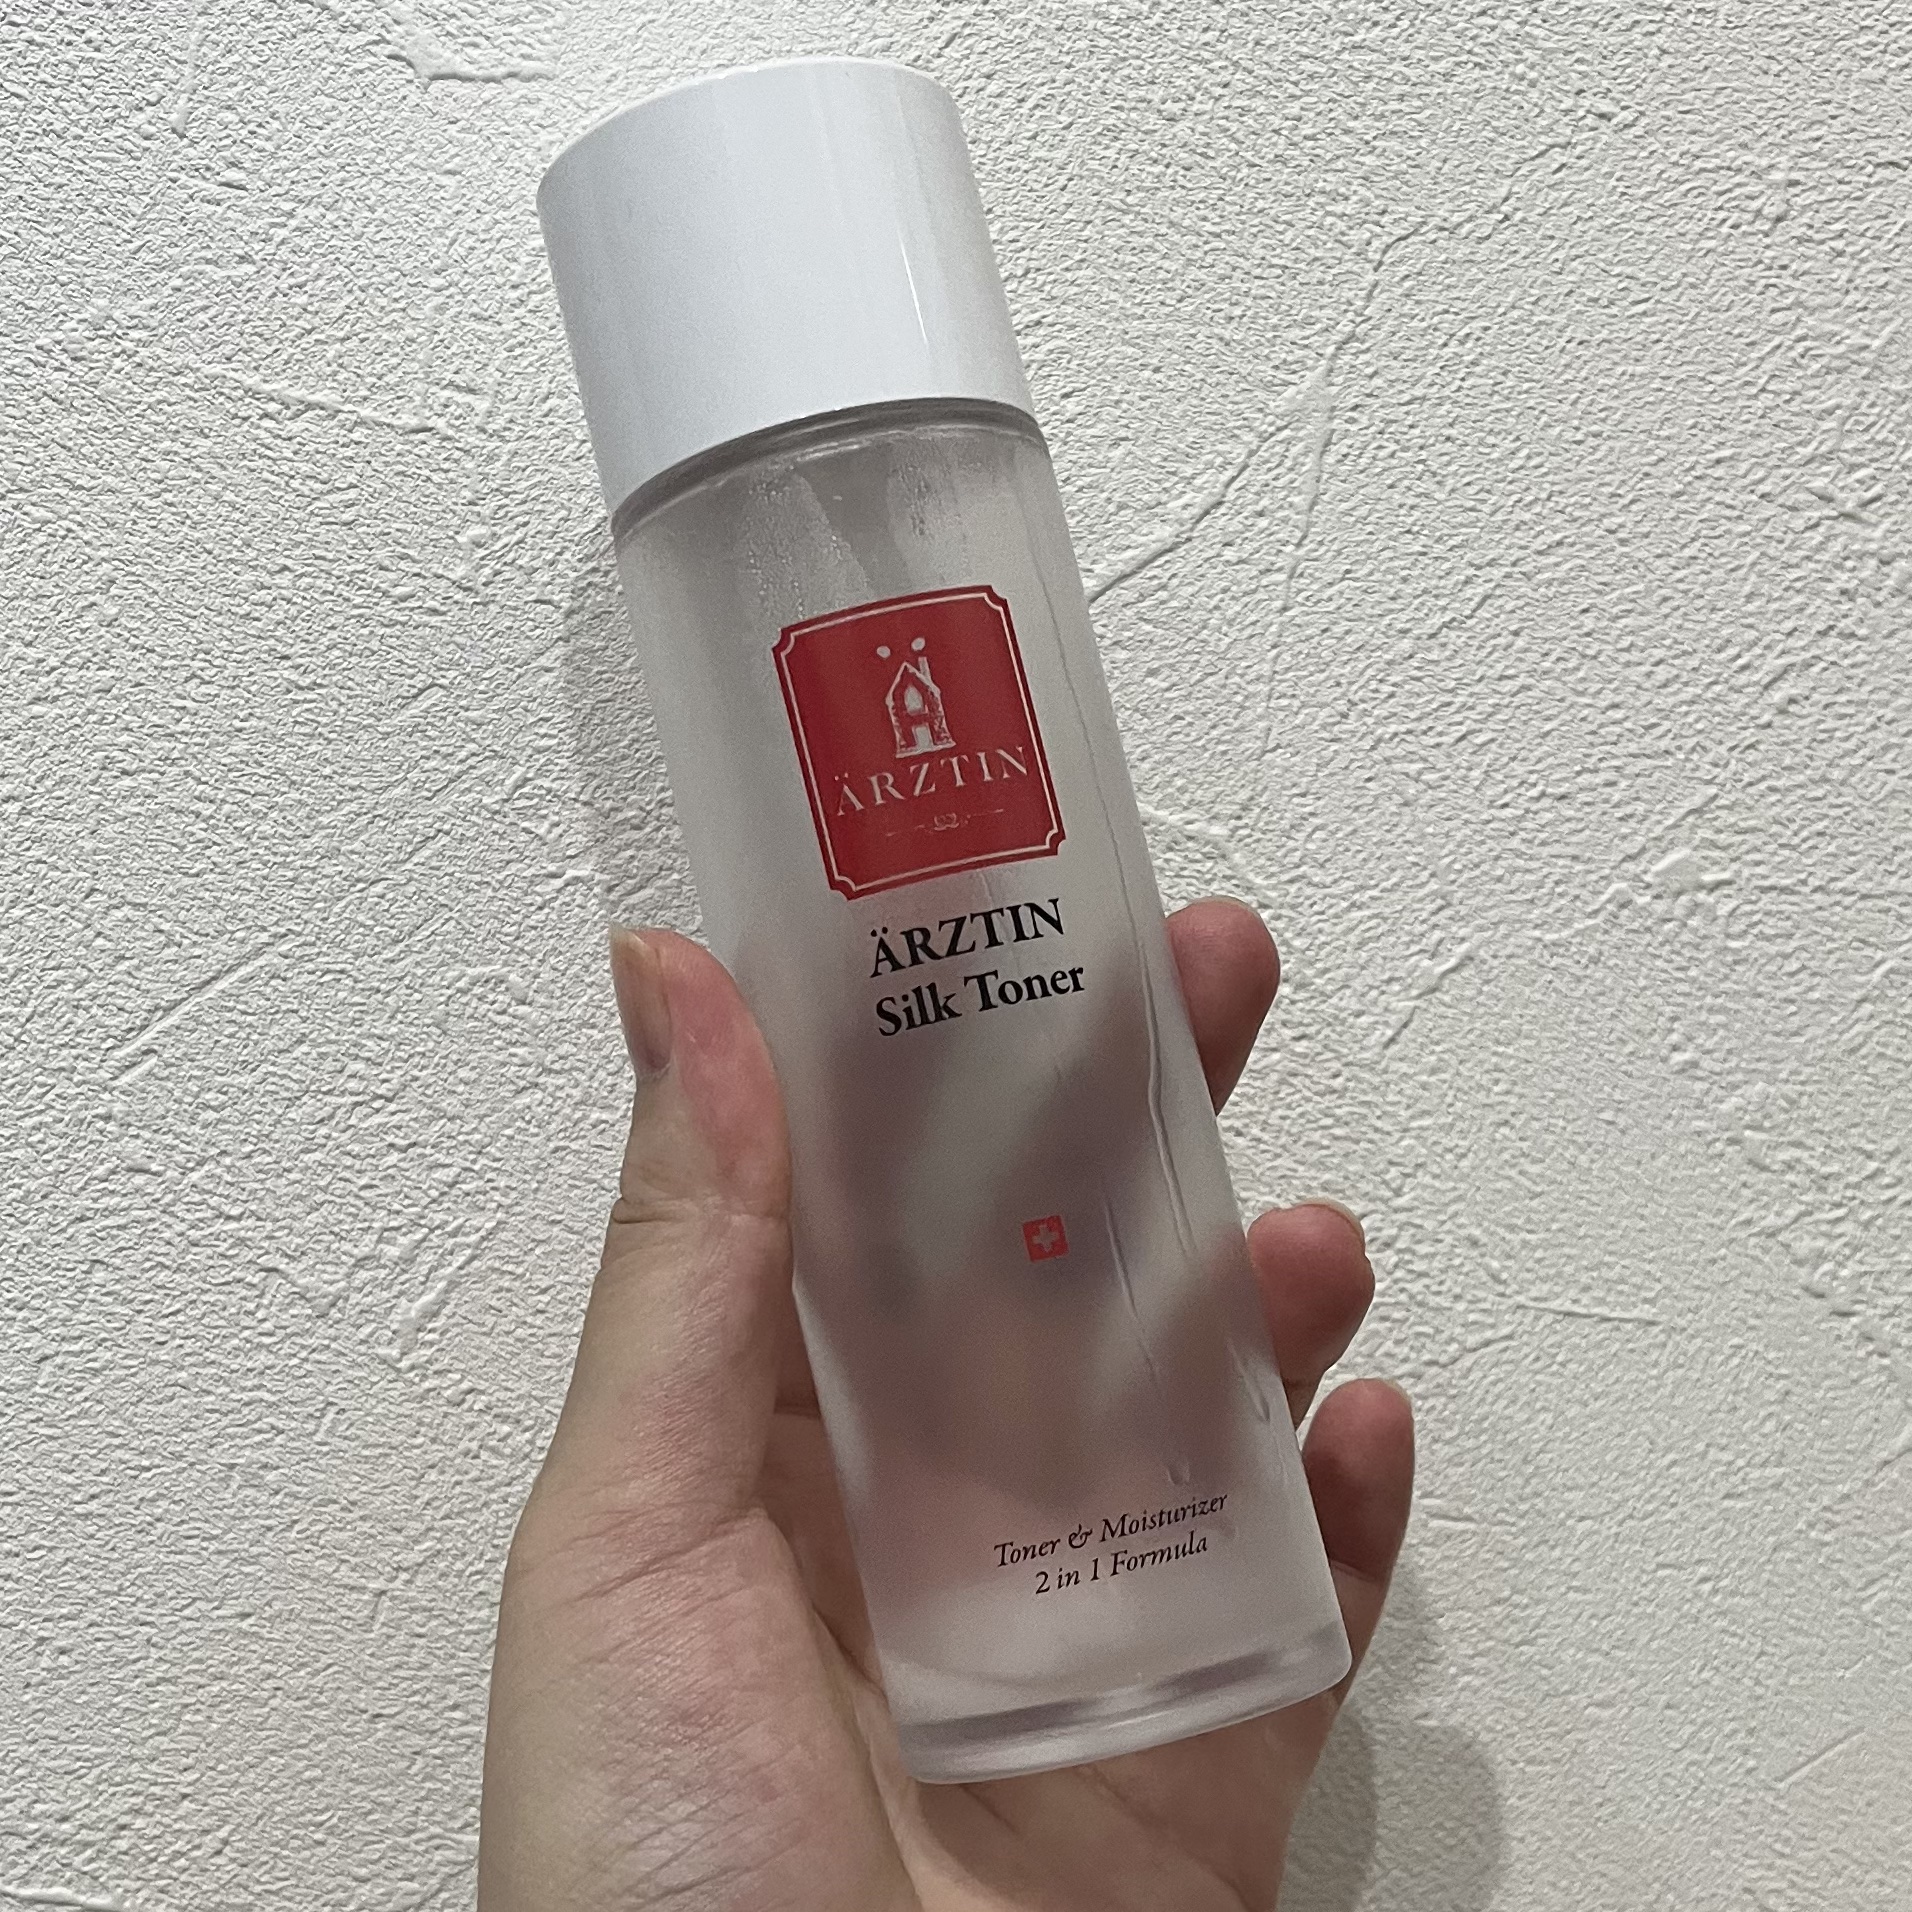 ÄRZTIN
ÄRZTIN
Silk Toner
Toner & Moisturizer
2 in 1 Formula